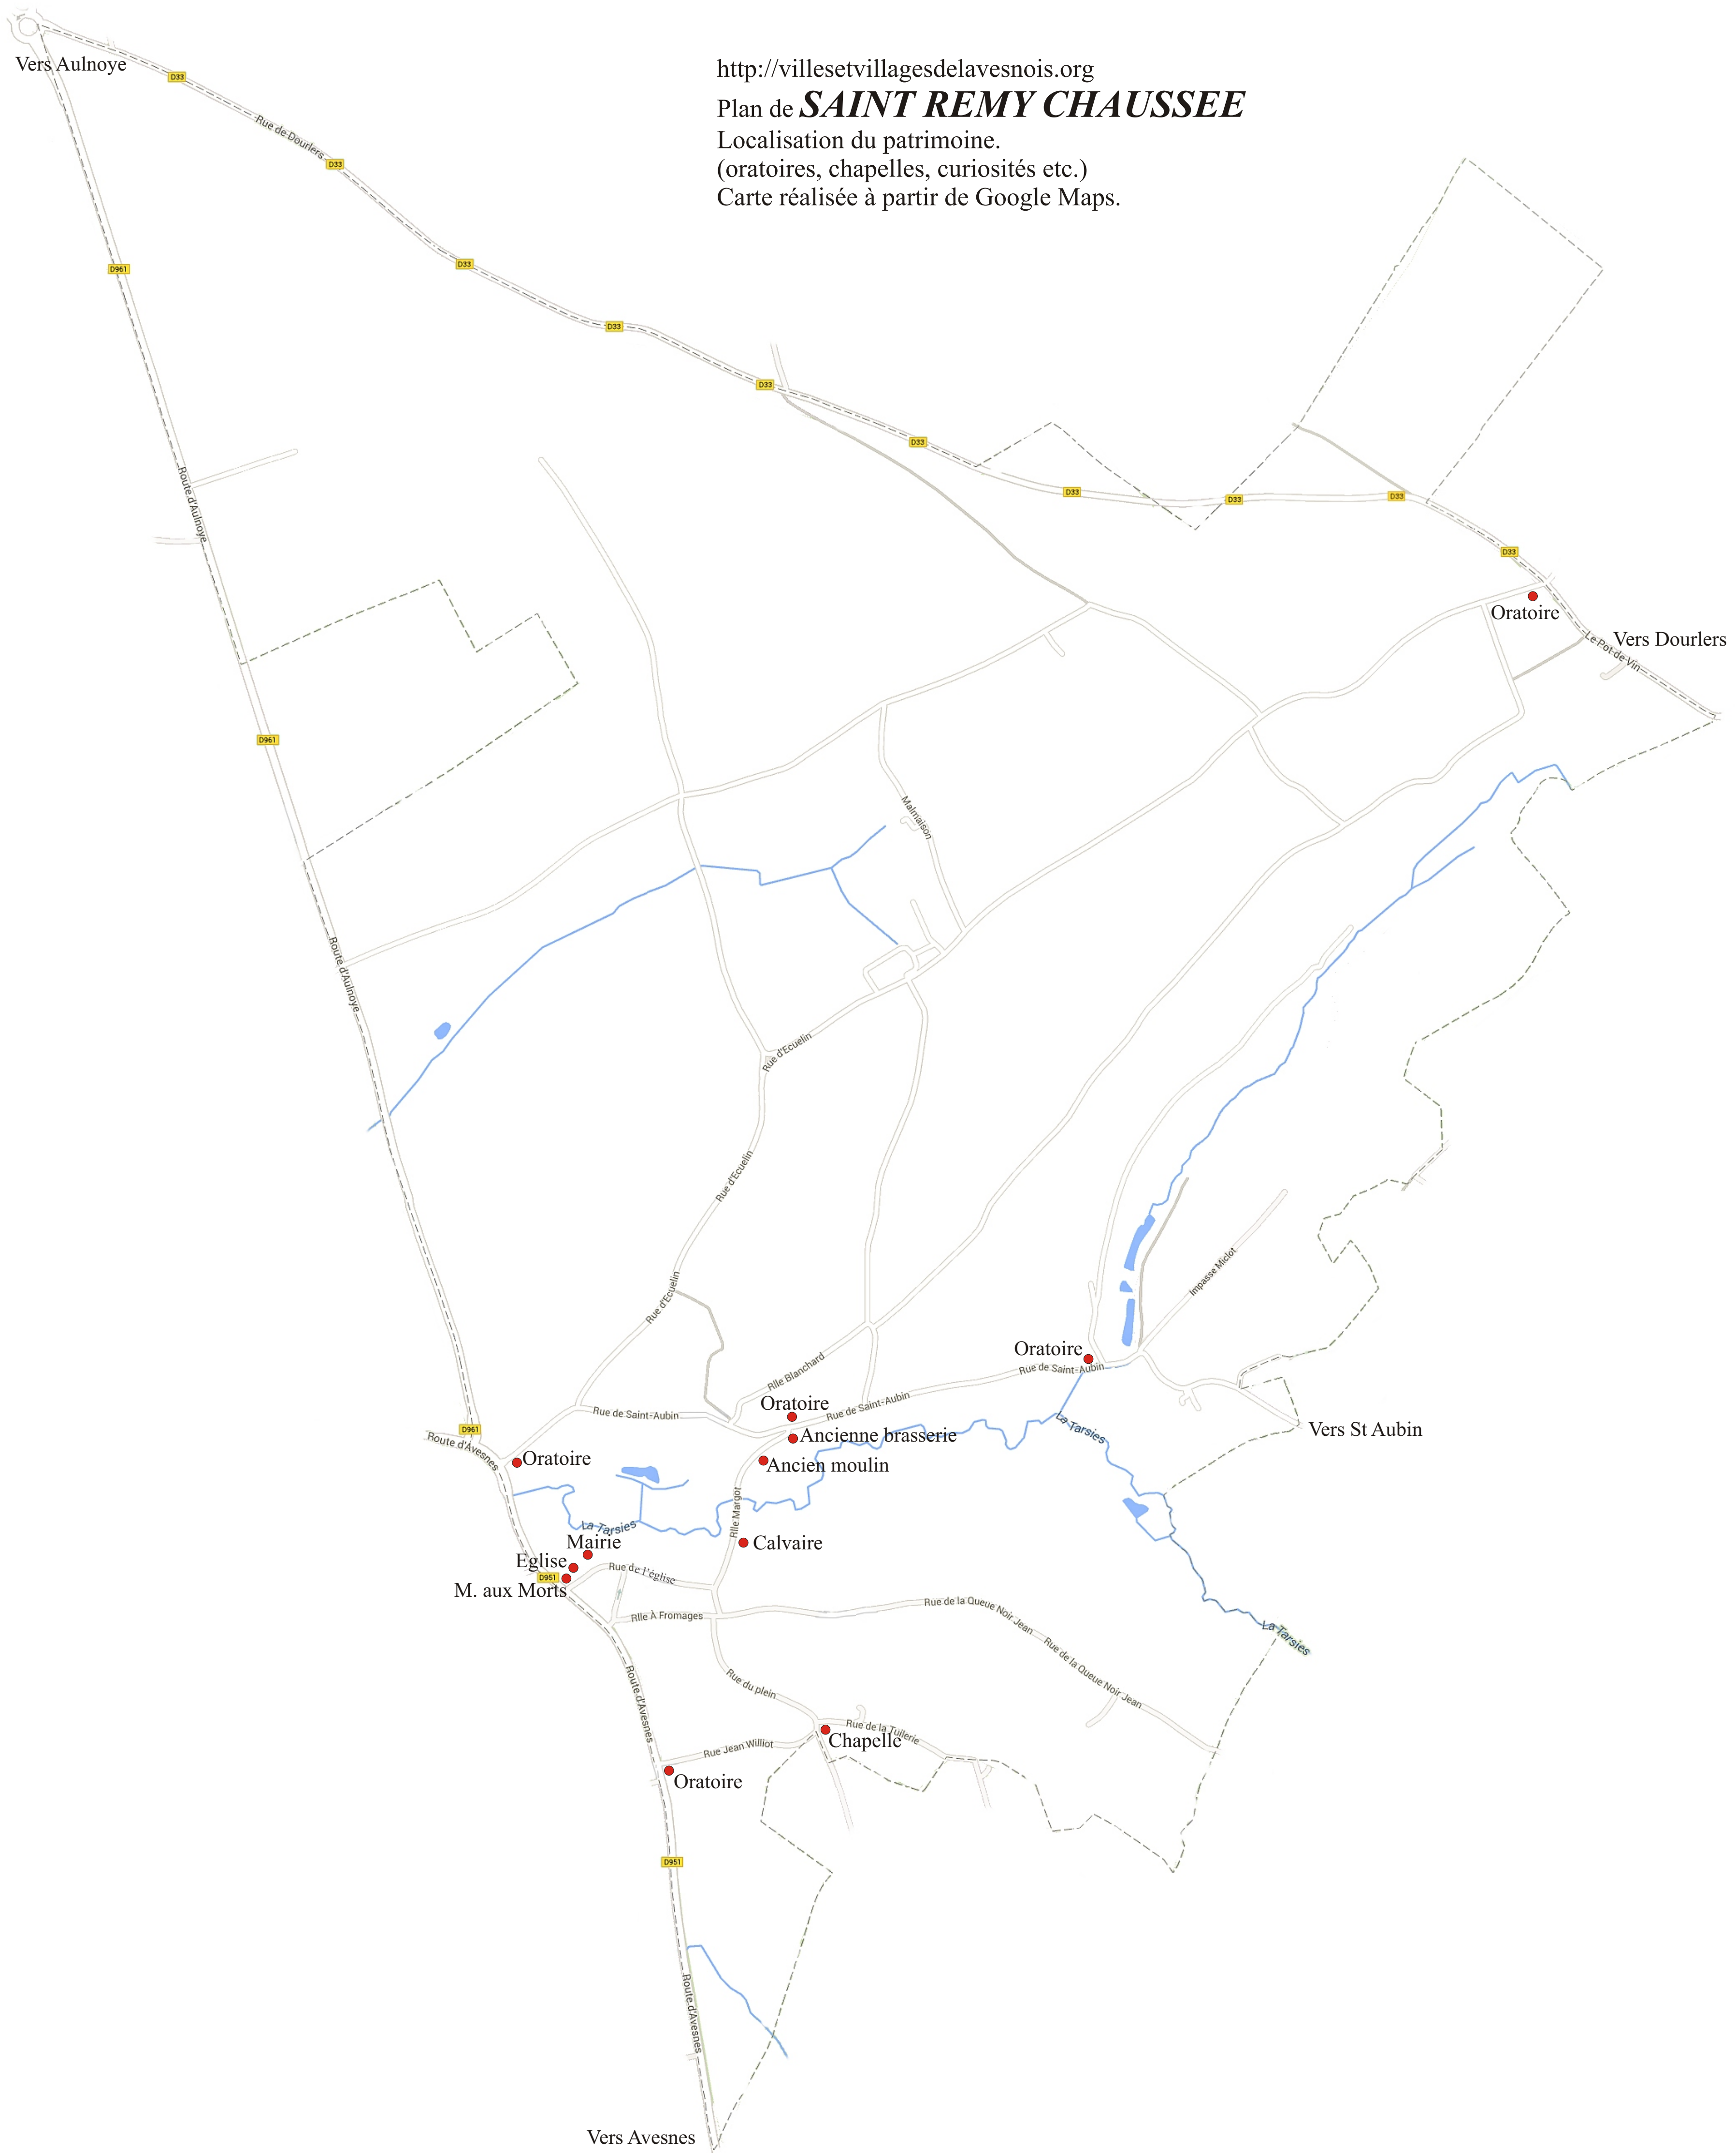 Vers Aulnoye
http://villesetvillagesdelavesnois.org
Plan de SAINT REMY CHAUSSEE
Localisation du patrimoine.
(oratoires, chapelles, curiosités etc.)
Carte réalisée à partir de Google Maps.
D33
Rue de Dourlers
D33
D961
D33
D33
D33
D33
D33
D33
D33
Route d'Aulnoye
D33
Oratoire
Vers Dourlers
Le Pot de Vin
D961
Malmaison
Route d'Aulnoye
Rue d'Ecuelin
Rue d'Ecuelin
Rue d'Ecuelin
Impasse Miclot
Oratoire
Rue de Saint-Aubin
Rlle Blanchard
Oratoire
Rue de Saint-Aubin
Rue de Saint-Aubin
D961
Route d'Avesnes
La Tarsies
Vers St Aubin
Ancienne brasserie
Oratoire
Ancien moulin
Rlle Margot
La Tarsies
Mairie
Calvaire
Eglise
D951
Rue de l'église
M. aux Morts
Rlle À Fromages
Rue de la Queue Noir Jean
La Tarsies
Rue de la Queue Noir Jean
Route d'Avesnes
Rue du plein
Rue de la Tuilerie
Chapelle
Rue Jean Williot
Oratoire
D951
Route d'Avesnes
Vers Avesnes